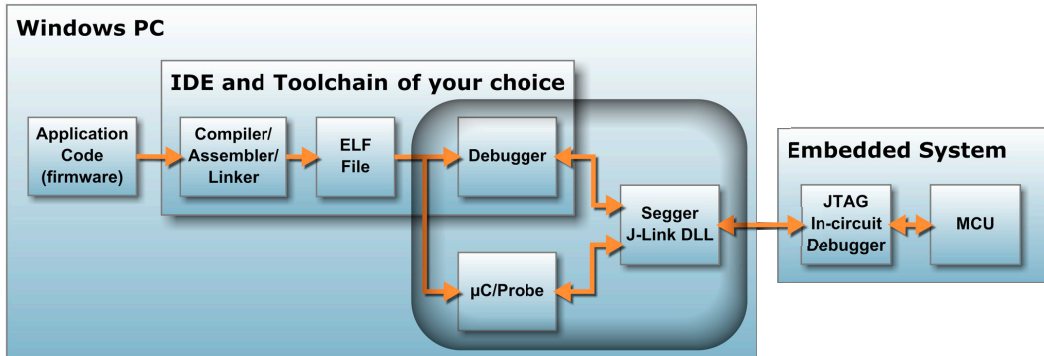 Windows PC
IDE and Toolchain of your choice
Application
Code
(firmware)
Compiler/
Assembler/
Linker
ELF
File
Debugger
µC/Probe
Segger
J-Link DLL
Embedded System
JTAG
In-circuit
Debugger
MCU